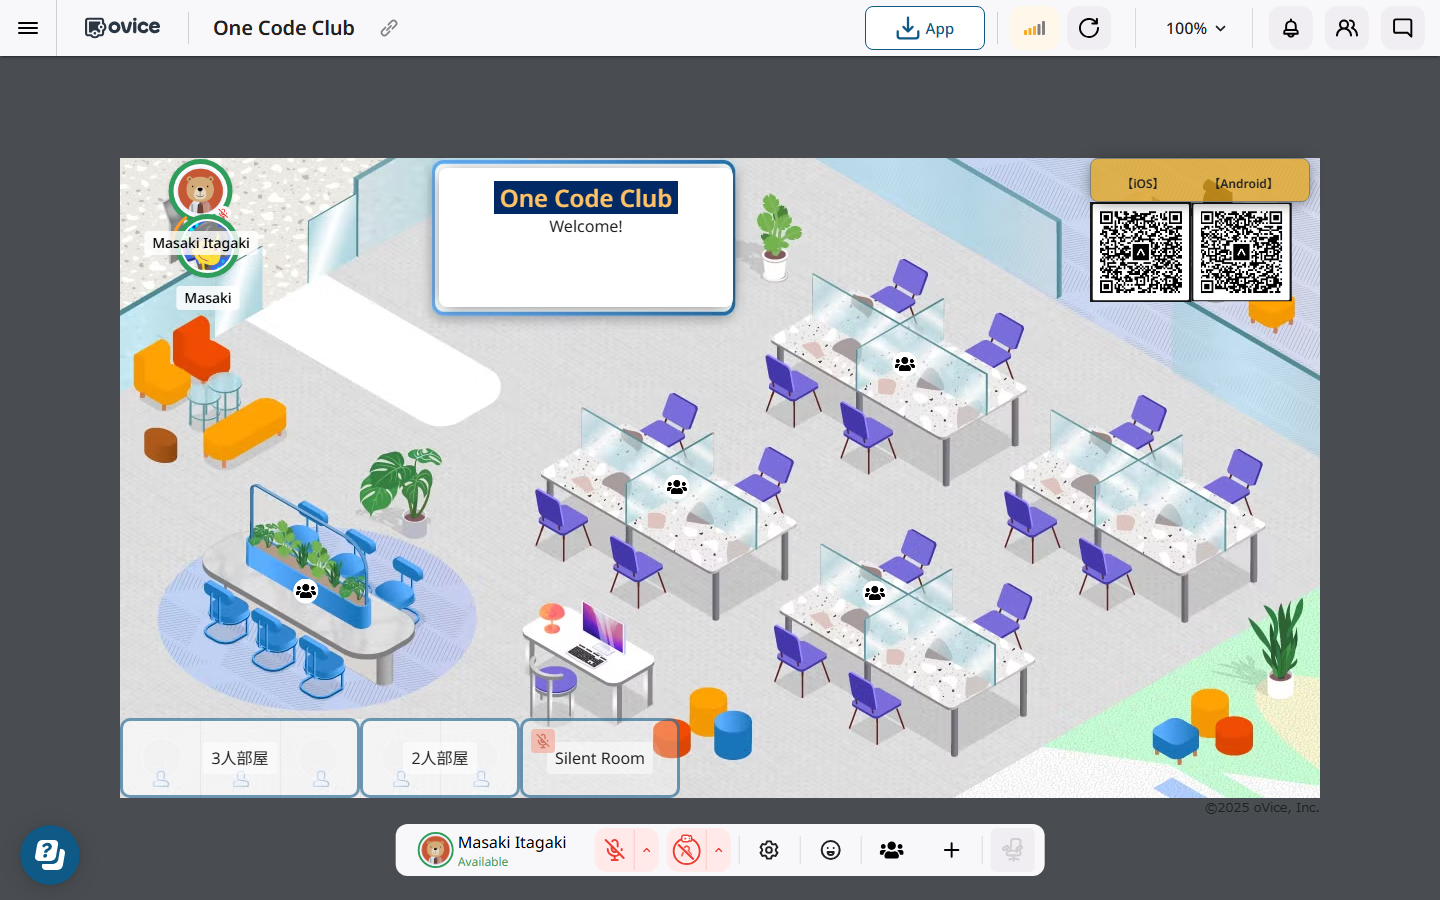 ovice
One Code Club
App
100%
One Code Club
Welcome!
【iOS】
【Android】
Masaki Itagaki
Masaki
3人部屋
2人部屋
Silent Room
©2025 oVice, Inc.
Masaki Itagaki
Available